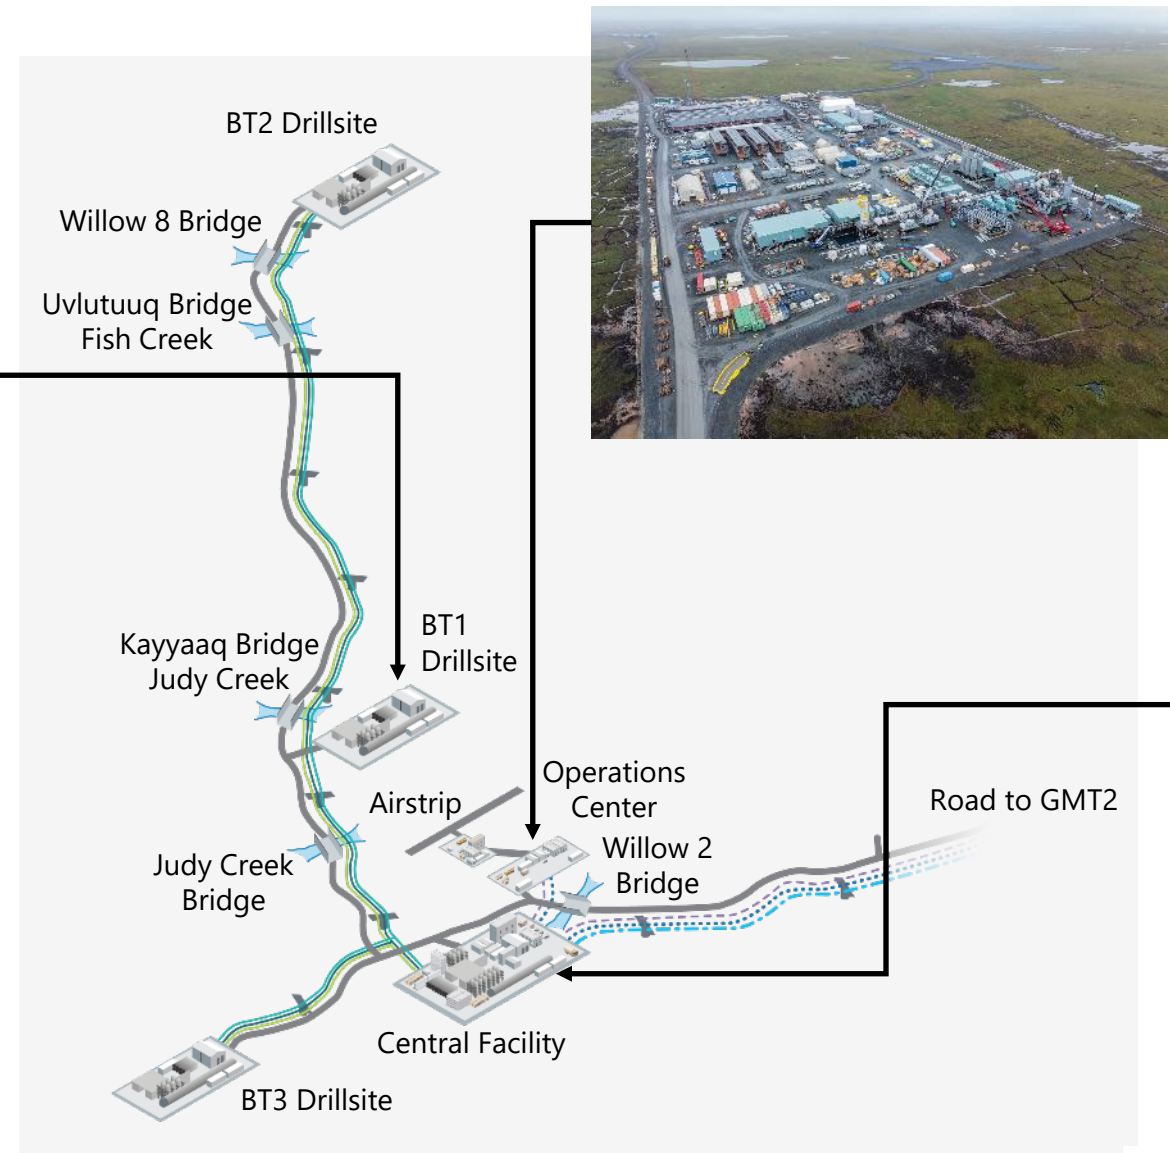 BT2 Drillsite
Willow 8 Bridge
Uvlutuuq Bridge
Fish Creek
Kayyaaq Bridge
Judy Creek
BT1
Drillsite
Operations
Center
Airstrip
Road to GMT2
Willow 2
Bridge
Judy Creek
Bridge
Central Facility
BT3 Drillsite